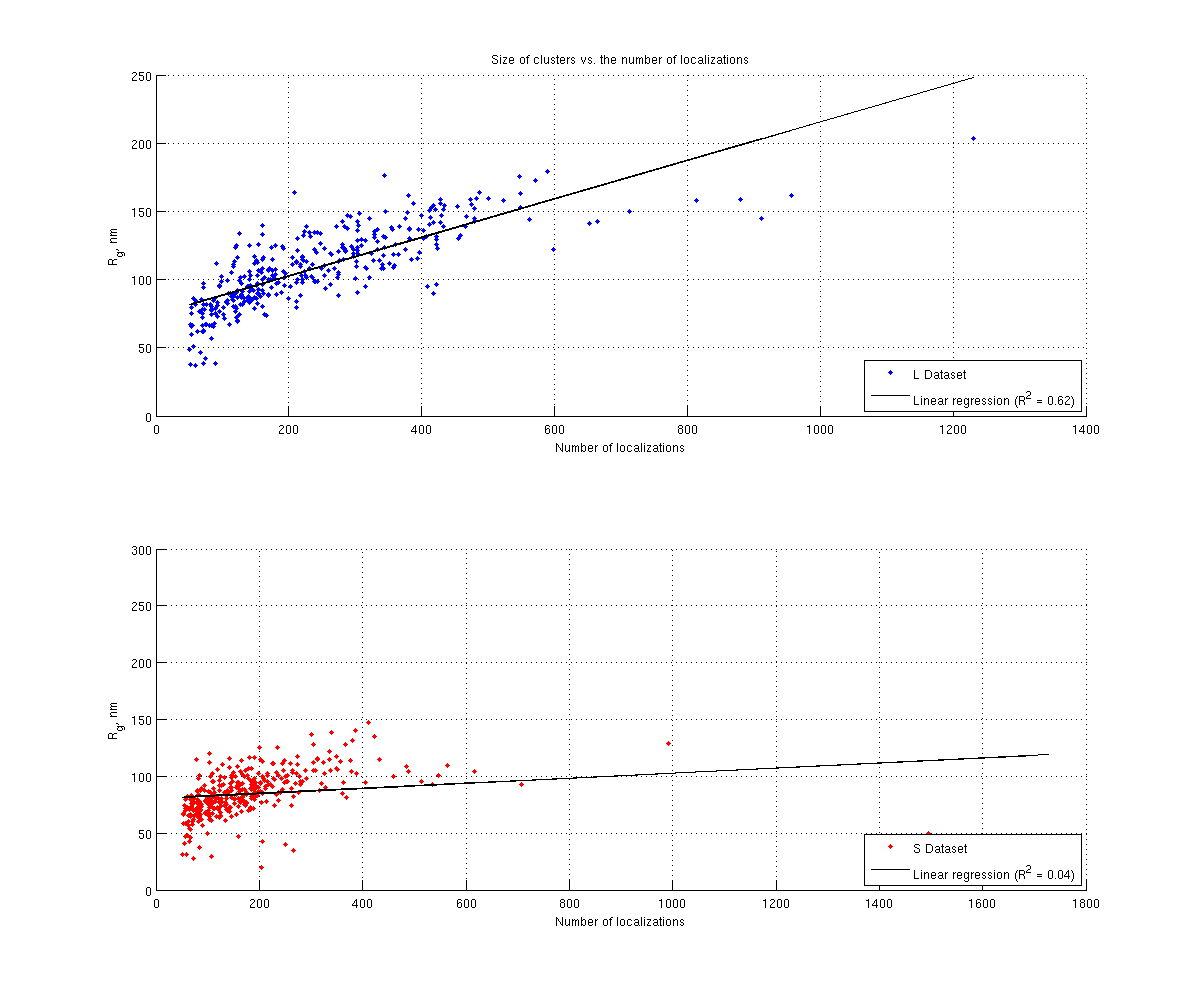 Size of clusters vs. the number of localizations
250
200
150
100
50
0
R_g, nm
0 200 400 600 800 1000 1200 1400
Number of localizations
L Dataset
Linear regression (R^2 = 0.62)
300
250
200
150
100
50
0
R_g, nm
0 200 400 600 800 1000 1200 1400 1600 1800
Number of localizations
S Dataset
Linear regression (R^2 = 0.04)